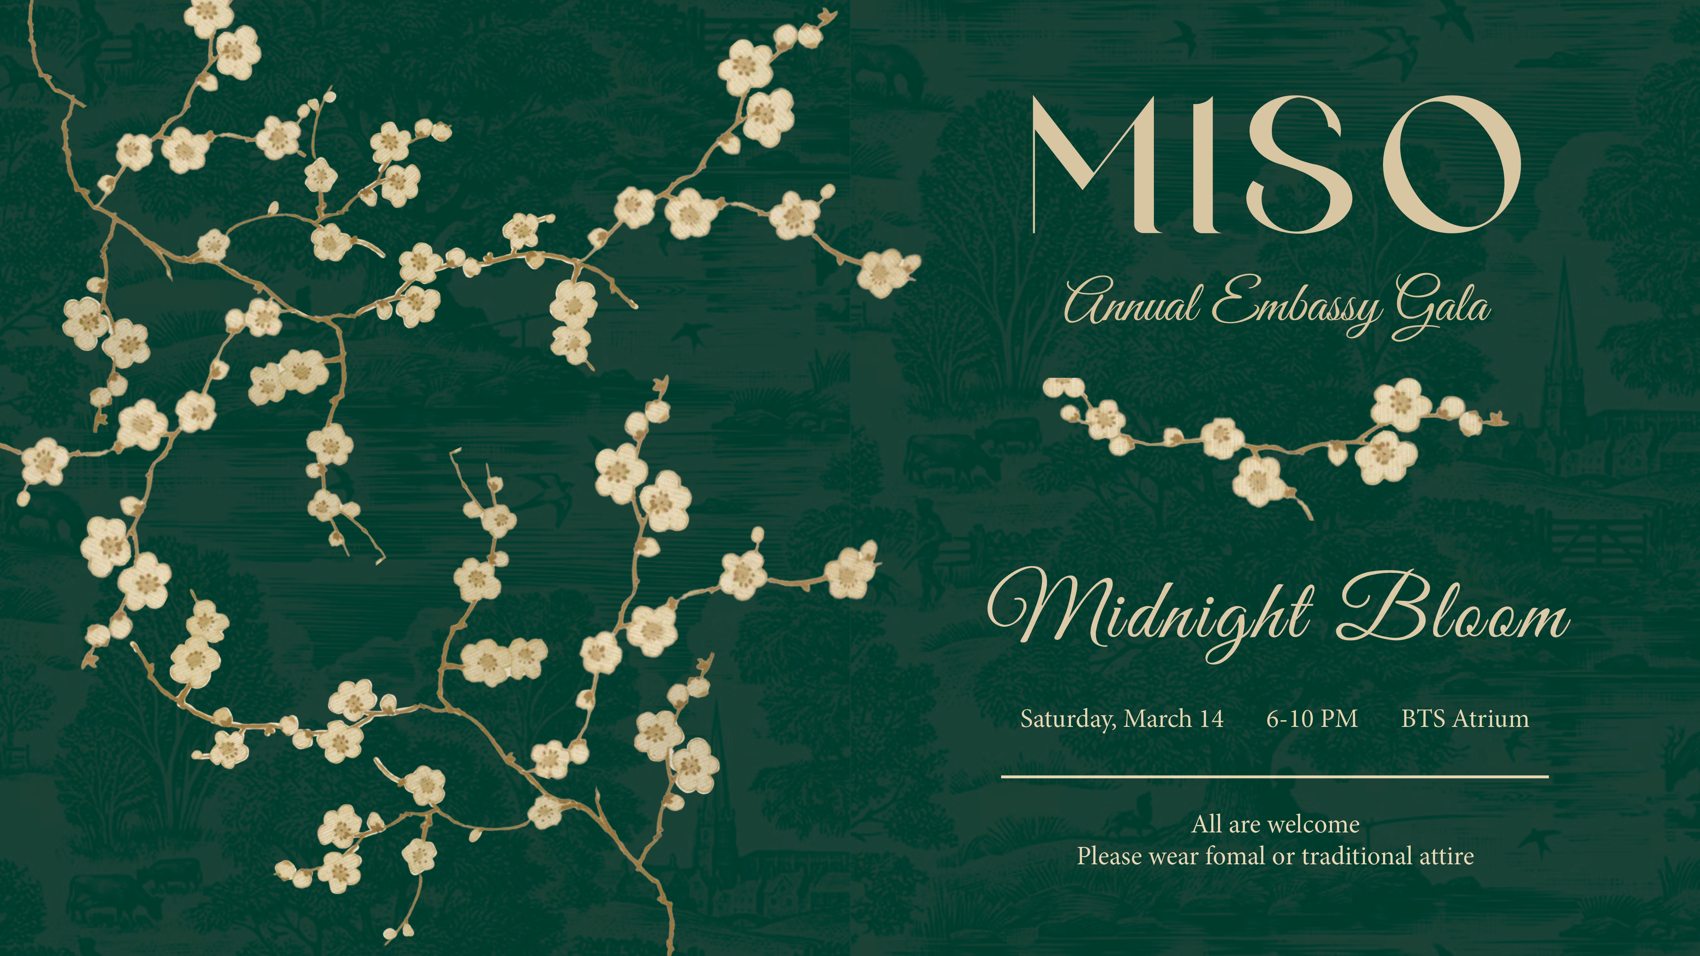 MISO
Annual Embassy Gala
Midnight Bloom
Saturday, March 14 6-10 PM BTS Atrium
All are welcome
Please wear fomal or traditional attire